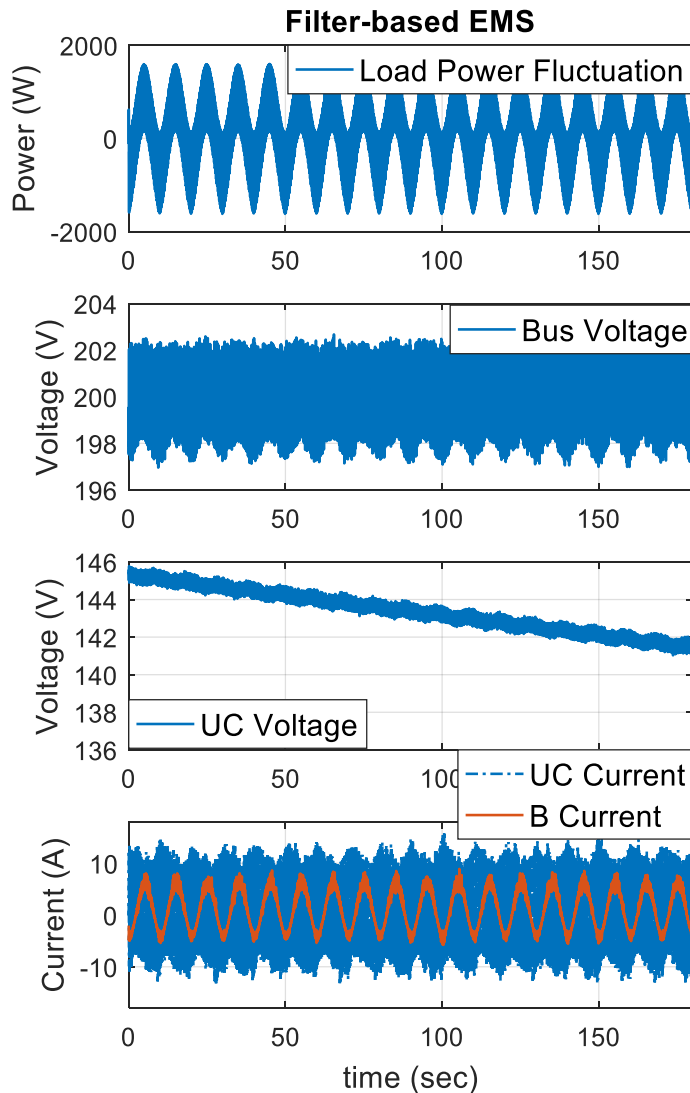 Filter-based EMS
Power (W)
2000
0
-2000
Load Power Fluctuation
0 50 100 150
Voltage (V)
204
202
200
198
196
Bus Voltage
0 50 100 150
Voltage (V)
146
144
142
140
138
136
UC Voltage
0 50 100 150
UC Current
B Current
Current (A)
10
0
-10
0 50 100 150
time (sec)